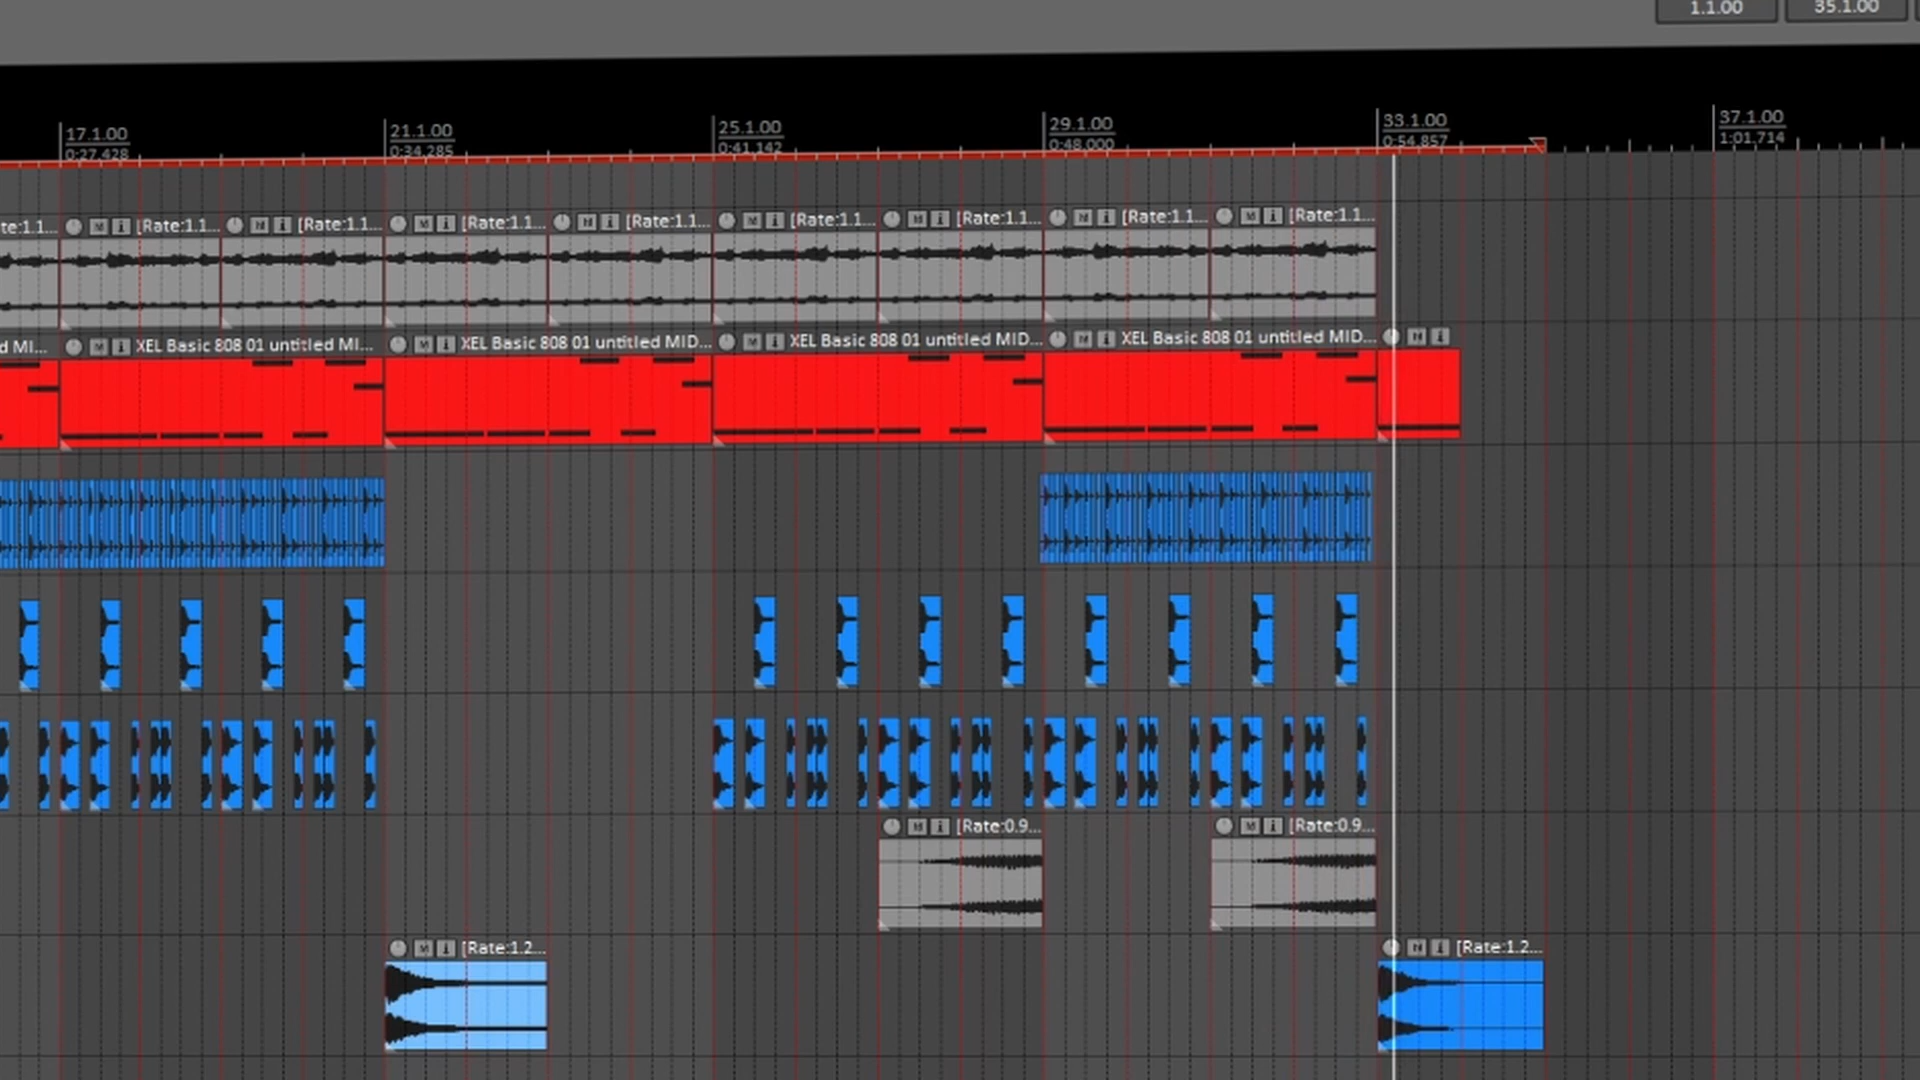 1.1.00 35.1.00
17.1.00 21.1.00 25.1.00 29.1.00 33.1.00 37.1.00
0:27.428 0:34.285 0:41.142 0:48.000 0:54.857 1:01.714
te:1.1... M i [Rate:1.1... M i [Rate:1.1... M i [Rate:1.1... M i [Rate:1.1... M i [Rate:1.1... M i [Rate:1.1... M i [Rate:1.1... M i [Rate:1.1...
d MI... M i XEL Basic 808 01 untitled MI... M i XEL Basic 808 01 untitled MID... M i XEL Basic 808 01 untitled MID... M i XEL Basic 808 01 untitled MID... M i
M i [Rate:0.9... M i [Rate:0.9...
M i [Rate:1.2... M i [Rate:1.2...